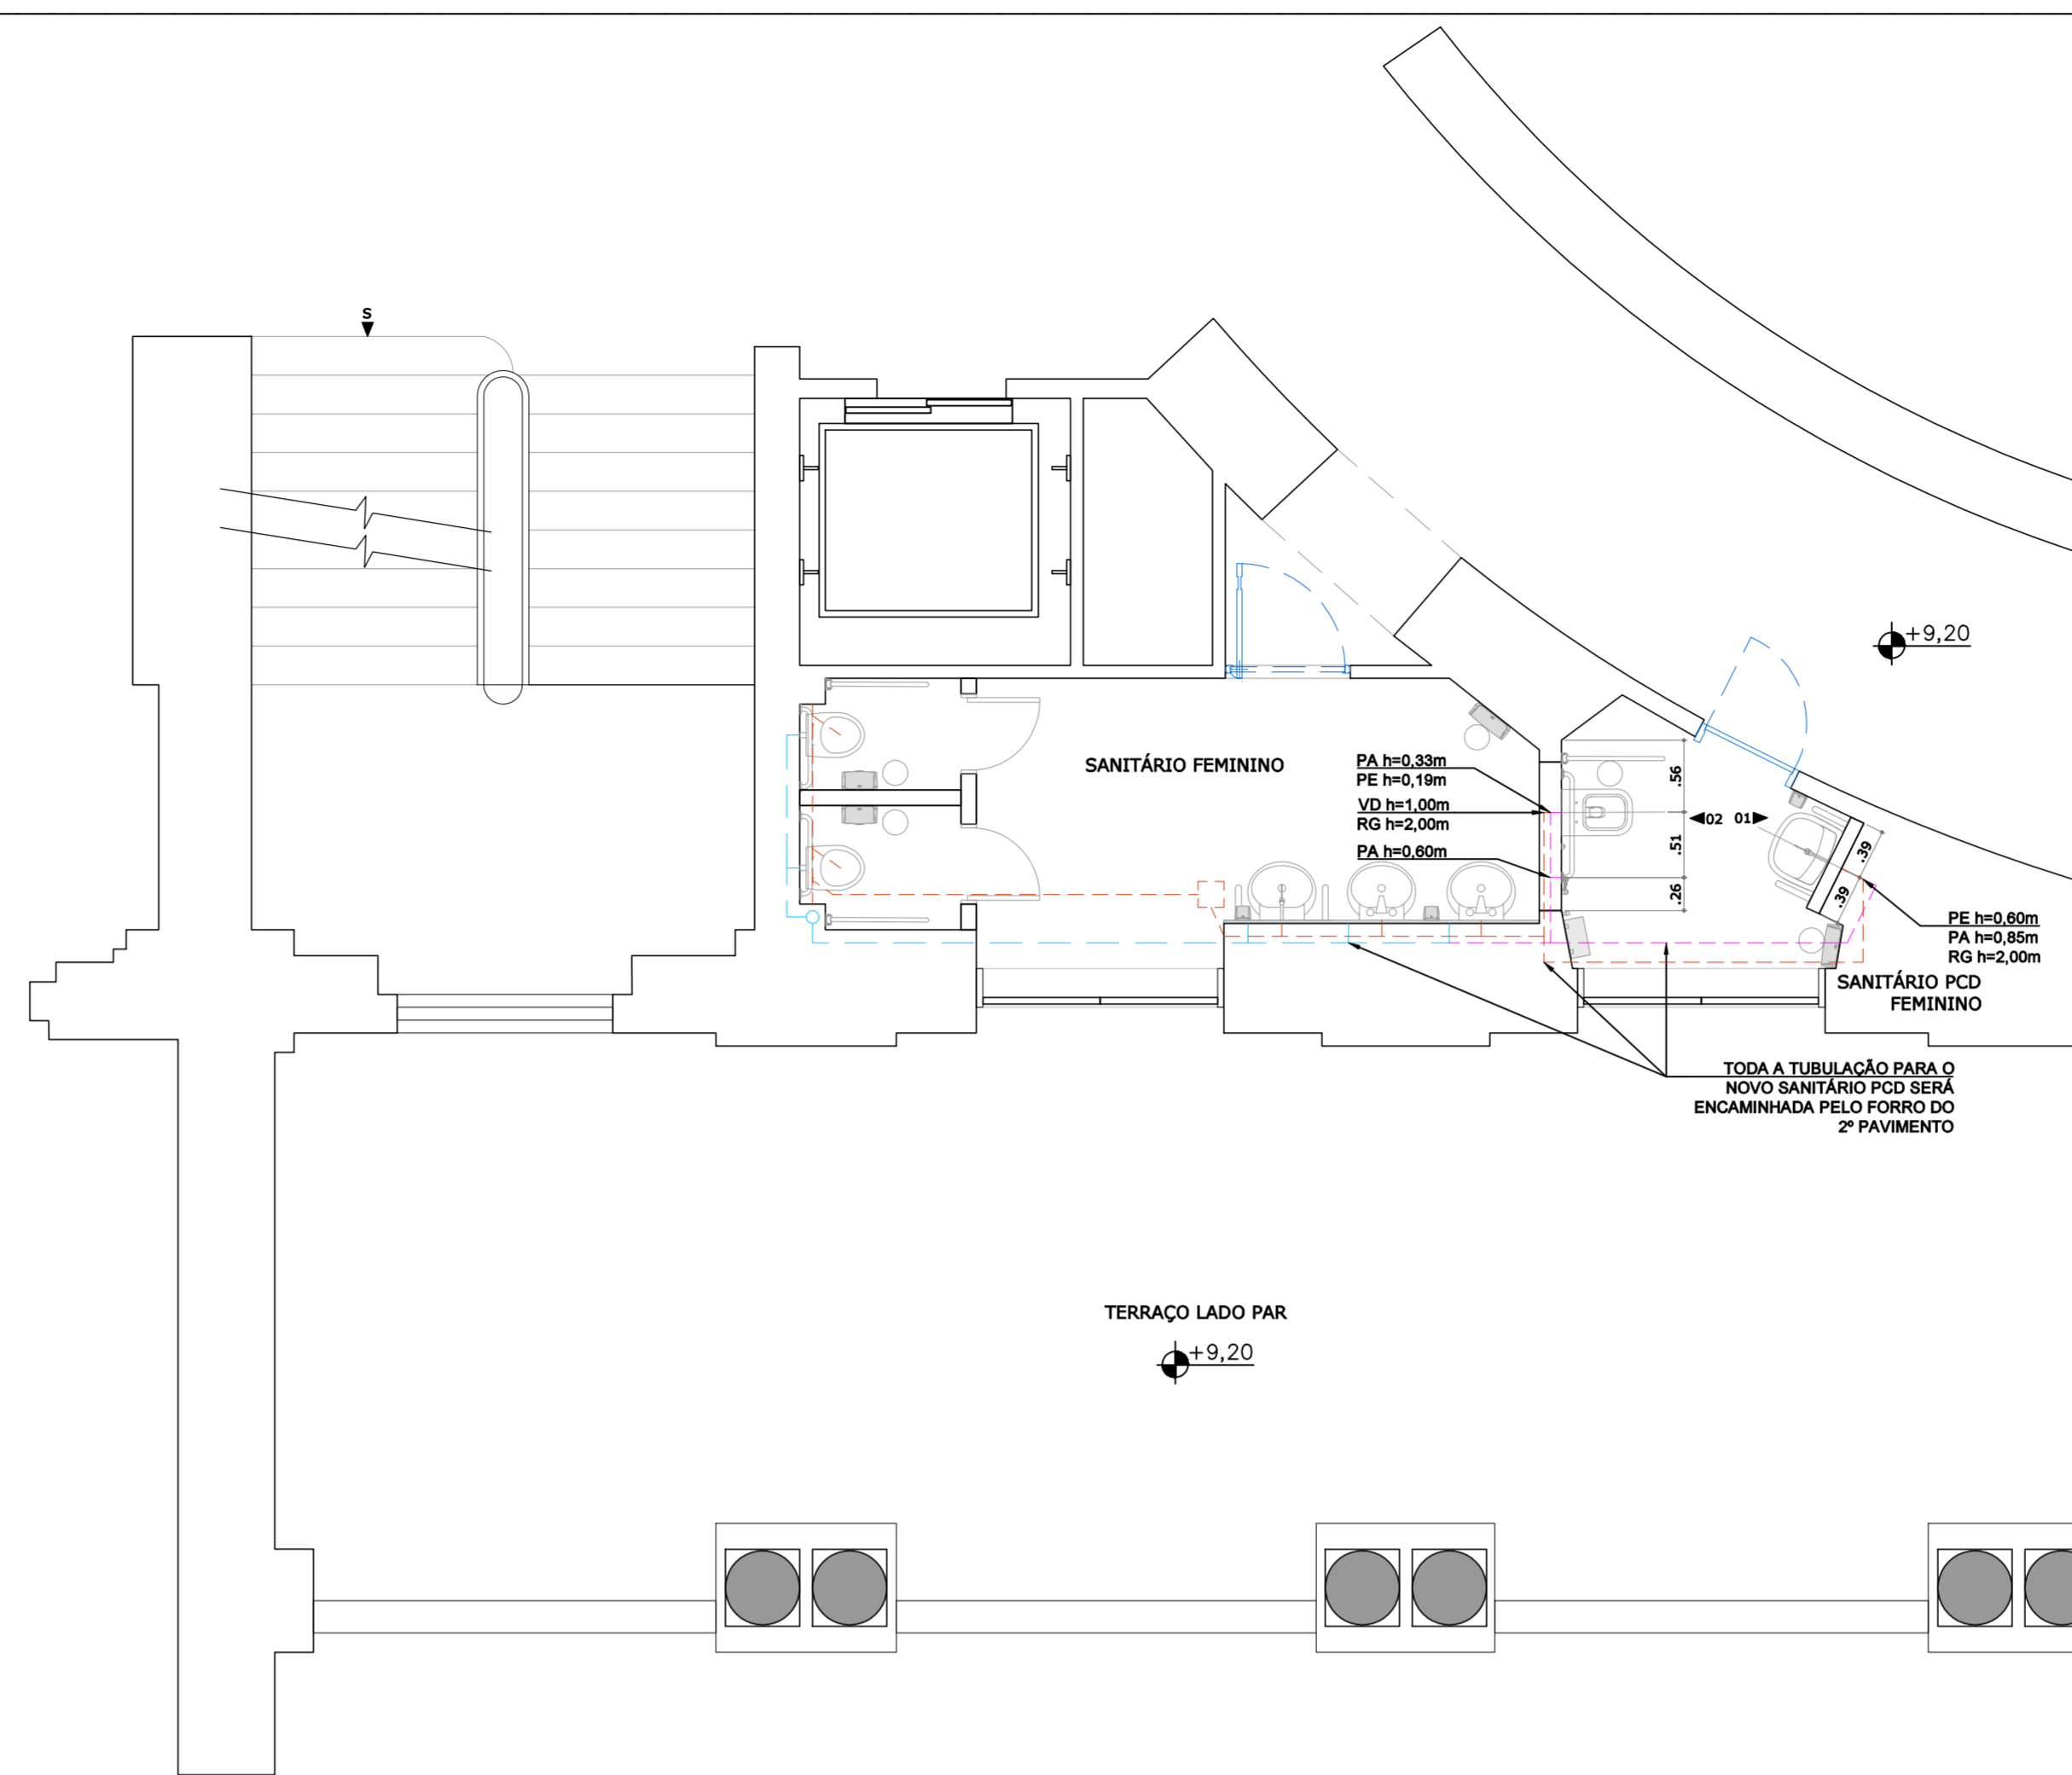 S
+9,20
SANITÁRIO FEMININO
PA h=0,33m
PE h=0,19m
VD h=1,00m
RG h=2,00m
PA h=0,60m
.56
.51
.26
02
01
.39
.39
PE h=0,60m
PA h=0,85m
RG h=2,00m
SANITÁRIO PCD
FEMININO
TODA A TUBULAÇÃO PARA O
NOVO SANITÁRIO PCD SERÁ
ENCAMINHADA PELO FORRO DO
2º PAVIMENTO
TERRAÇO LADO PAR
+9,20